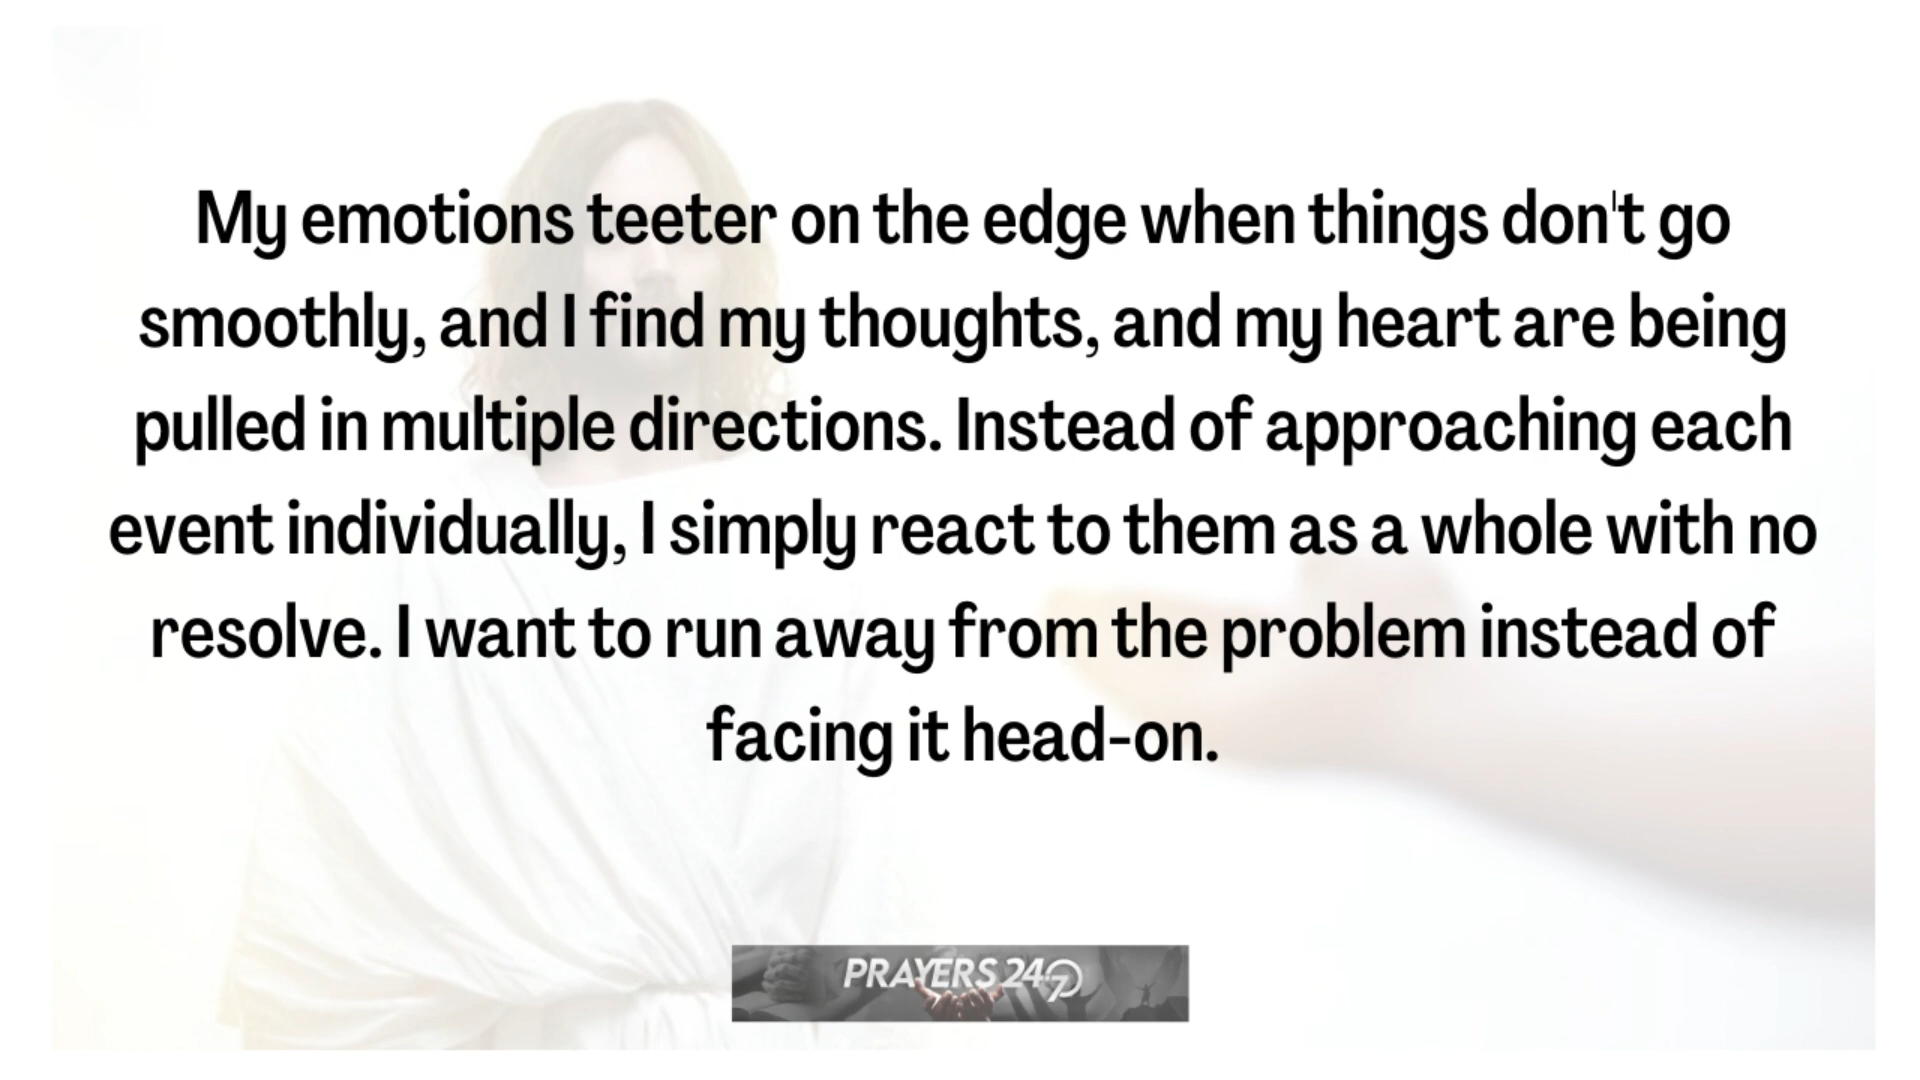 My emotions teeter on the edge when things don't go
smoothly, and I find my thoughts, and my heart are being
pulled in multiple directions. Instead of approaching each
event individually, I simply react to them as a whole with no
resolve. I want to run away from the problem instead of
facing it head-on.
PRAYERS 247